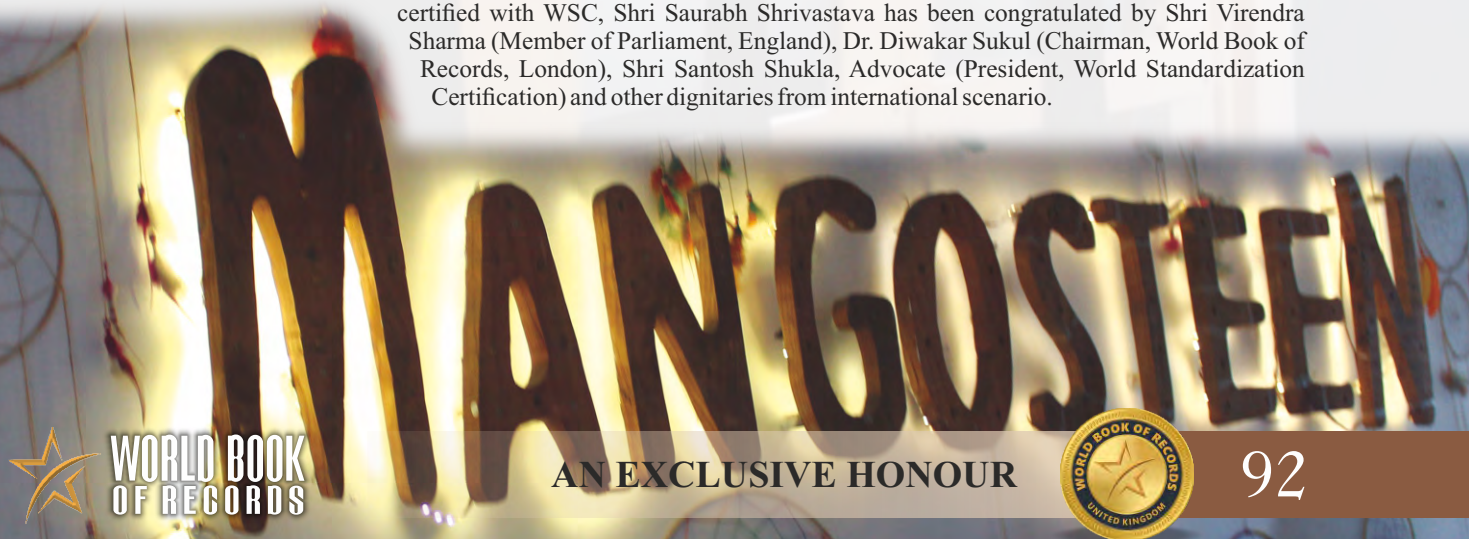 certified with WSC, Shri Saurabh Shrivastava has been congratulated by Shri Virendra
Sharma (Member of Parliament, England), Dr. Diwakar Sukul (Chairman, World Book of
Records, London), Shri Santosh Shukla, Advocate (President, World Standardization
Certification) and other dignitaries from international scenario.
MANGOSTEEN
WORLD BOOK
OF RECORDS
AN EXCLUSIVE HONOUR
WORLD BOOK OF RECORDS
UNITED KINGDOM
92